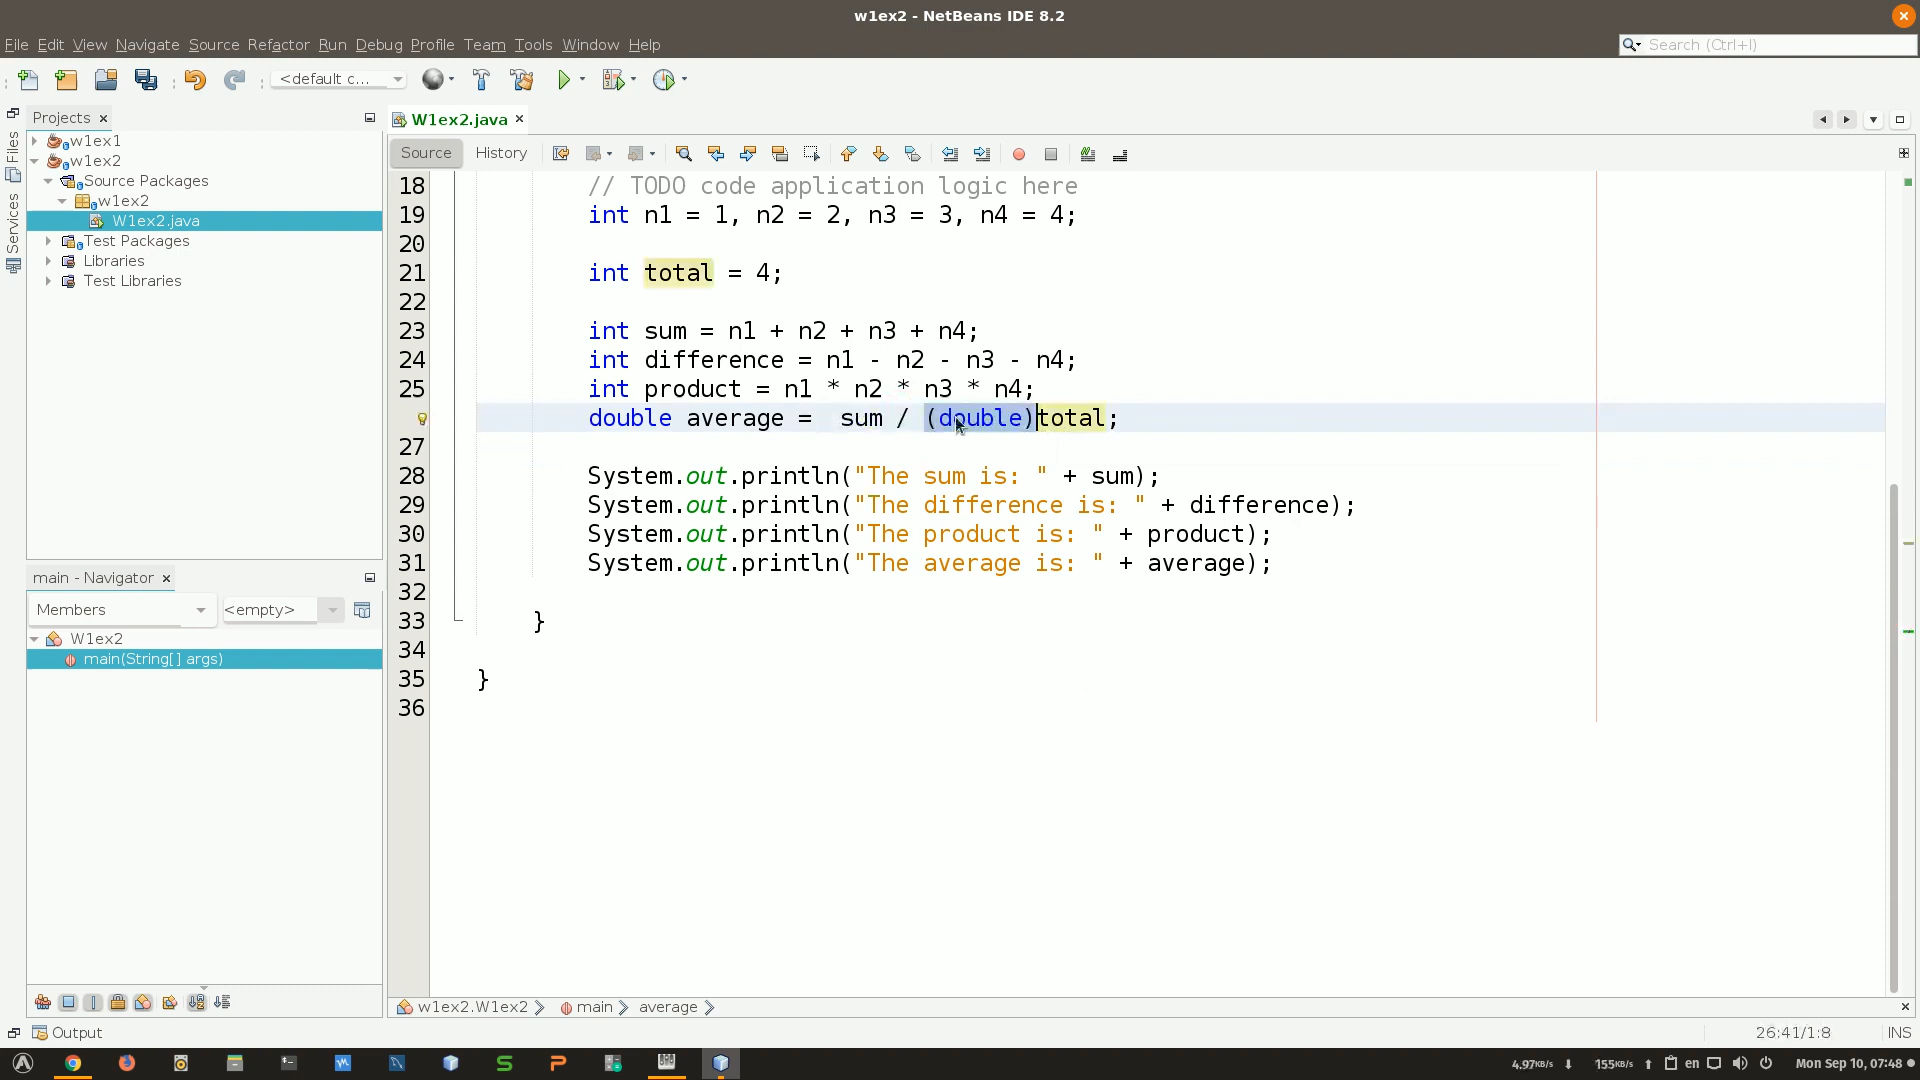 w1ex2 - NetBeans IDE 8.2
File Edit View Navigate Source Refactor Run Debug Profile Team Tools Window Help
Search (Ctrl+I)
<default c...
Projects
W1ex2.java
Files
Services
w1ex1
w1ex2
Source Packages
w1ex2
W1ex2.java
Test Packages
Libraries
Test Libraries
Source History
18 // TODO code application logic here
19 int n1 = 1, n2 = 2, n3 = 3, n4 = 4;
20
21 int total = 4;
22
23 int sum = n1 + n2 + n3 + n4;
24 int difference = n1 - n2 - n3 - n4;
25 int product = n1 * n2 * n3 * n4;
double average =  sum / (double)total;
27
28 System.out.println("The sum is: " + sum);
29 System.out.println("The difference is: " + difference);
30 System.out.println("The product is: " + product);
31 System.out.println("The average is: " + average);
32
33 }
34
35 }
36
main - Navigator
Members <empty>
W1ex2
main(String[] args)
w1ex2.W1ex2 main average
Output
26:41/1:8 INS
4.97KB/s 155KB/s en Mon Sep 10, 07:48